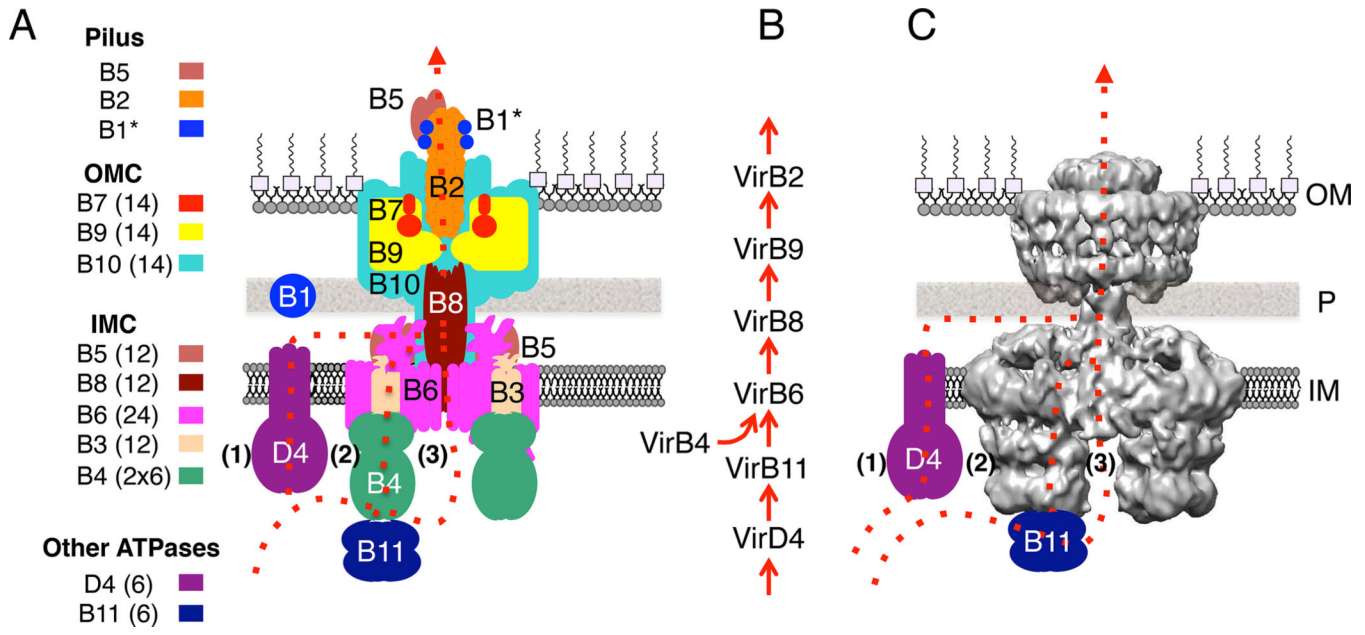 A
Pilus
B5
B2
B1*
OMC
B7 (14)
B9 (14)
B10 (14)
IMC
B5 (12)
B8 (12)
B6 (24)
B3 (12)
B4 (2x6)
Other ATPases
D4 (6)
B11 (6)
B5
B1*
B2
B7
B9
B10
B1
B8
B5
B6
B3
(1)
D4
(2)
(3)
B4
B11
B
VirB2
VirB9
VirB8
VirB6
VirB4
VirB11
VirD4
C
OM
P
IM
(1)
D4
(2)
(3)
B11